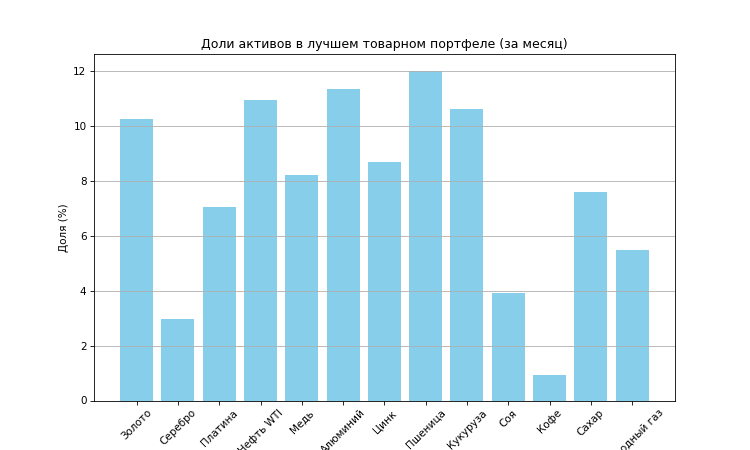 Доли активов в лучшем товарном портфеле (за месяц)
Доля (%)
12
10
8
6
4
2
0
Золото
Серебро
Платина
Нефть WTI
Медь
Алюминий
Цинк
Пшеница
Кукуруза
Соя
Кофе
Сахар
газ